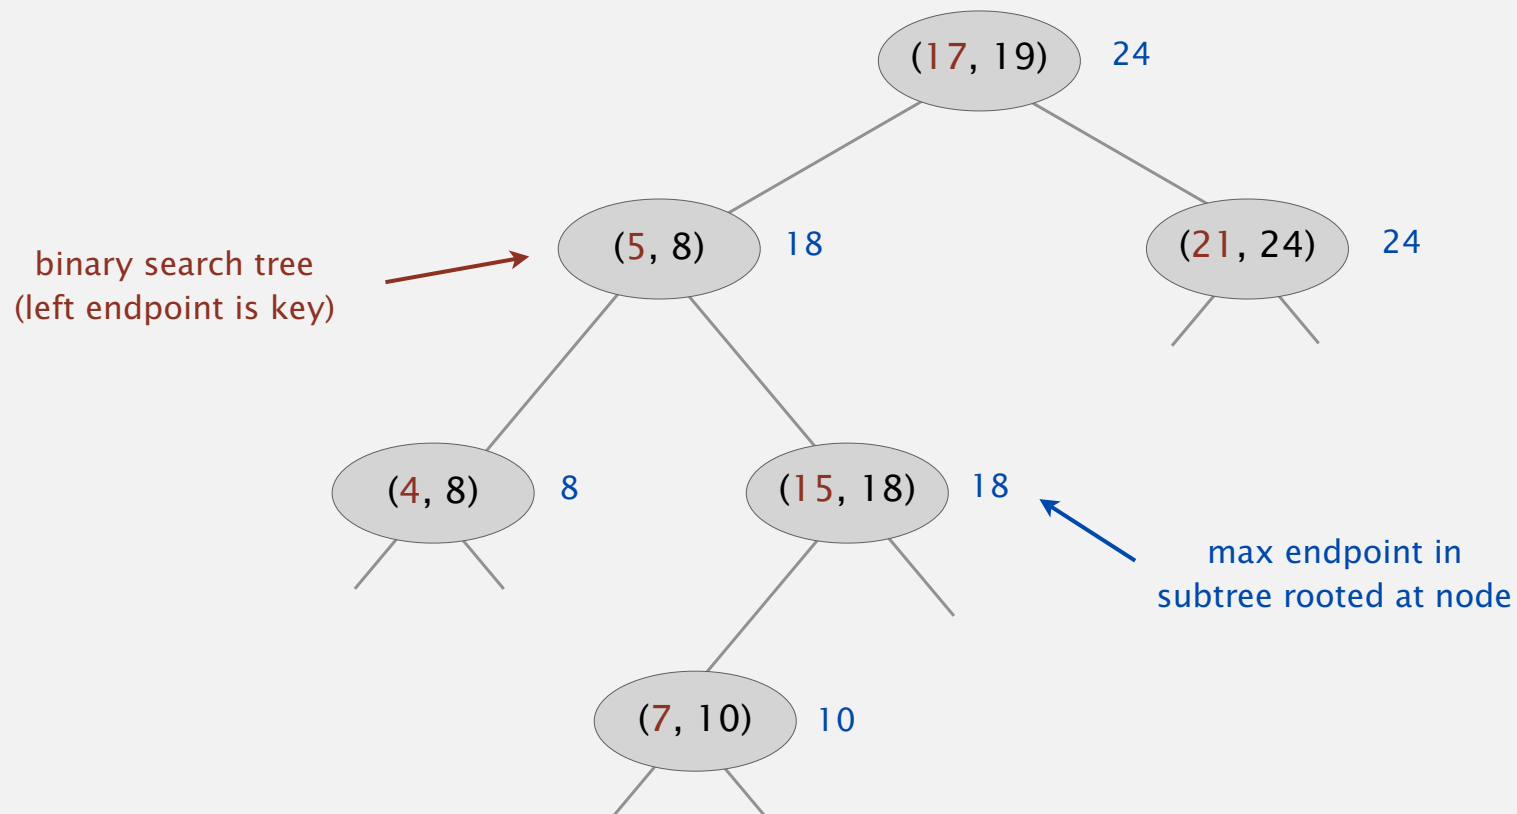 (17, 19) 24
(5, 8) 18
(21, 24) 24
binary search tree
(left endpoint is key)
(4, 8) 8
(15, 18) 18
max endpoint in
subtree rooted at node
(7, 10) 10